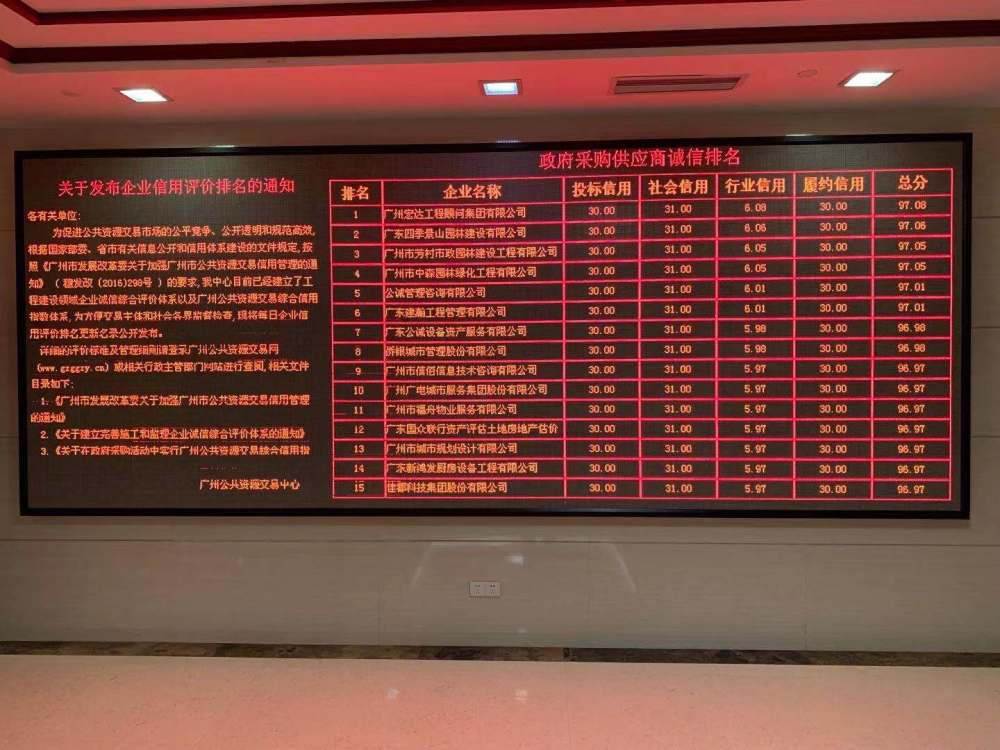 关于发布企业信用评价排名的通知
各有关单位:
为促进公共资源交易市场的公平竞争、公开透明和规范高效,
根据国家部委、省市有关信息公开和信用体系建设的文件规定, 按
照《广州市发展改革委关于加强广州市公共资源交易信用管理的通
知》 ( 穗发改 (2016)298号 ) 的要求, 我中心目前已经建立了工
程建设领域企业诚信综合评价体系以及广州公共资源交易综合信用
指数体系, 为方便交易主体和社会各界监督检查, 现将每日企业信
用评价排名更新名录公开发布。
详细的评价标准及管理细则请登录广州公共资源交易网
(www.gzggzy.cn) 或相关行政主管部门网站进行查阅, 相关文件
目录如下:
1. 《广州市发展改革委关于加强广州市公共资源交易信用管理
的通知》
2. 《关于建立完善施工和监理企业诚信综合评价体系的通知》
3. 《关于在政府采购活动中实行广州公共资源交易综合信用指
广州公共资源交易中心
政府采购供应商诚信排名
排名 企业名称 投标信用 社会信用 行业信用 履约信用 总分
1 广州宏达工程顾问集团有限公司 30.00 31.00 6.08 30.00 97.08
2 广东四季景山园林建设有限公司 30.00 31.00 6.06 30.00 97.06
3 广州市芳村市政园林建设工程有限公司 30.00 31.00 6.05 30.00 97.05
4 广州市中森园林绿化工程有限公司 30.00 31.00 6.05 30.00 97.05
5 公诚管理咨询有限公司 30.00 31.00 6.01 30.00 97.01
6 广东建瀚工程管理有限公司 30.00 31.00 6.01 30.00 97.01
7 广东公诚设备资产服务有限公司 30.00 31.00 5.98 30.00 96.98
8 侨银城市管理股份有限公司 30.00 31.00 5.98 30.00 96.98
9 广州市信佰信息技术咨询有限公司 30.00 31.00 5.97 30.00 96.97
10 广州广电城市服务集团股份有限公司 30.00 31.00 5.97 30.00 96.97
11 广州市福舟物业服务有限公司 30.00 31.00 5.97 30.00 96.97
12 广东国众联行资产评估土地房地产估价 30.00 31.00 5.97 30.00 96.97
13 广州市城市规划设计有限公司 30.00 31.00 5.97 30.00 96.97
14 广东新鸿发厨房设备工程有限公司 30.00 31.00 5.97 30.00 96.97
15 佳都科技集团股份有限公司 30.00 31.00 5.97 30.00 96.97